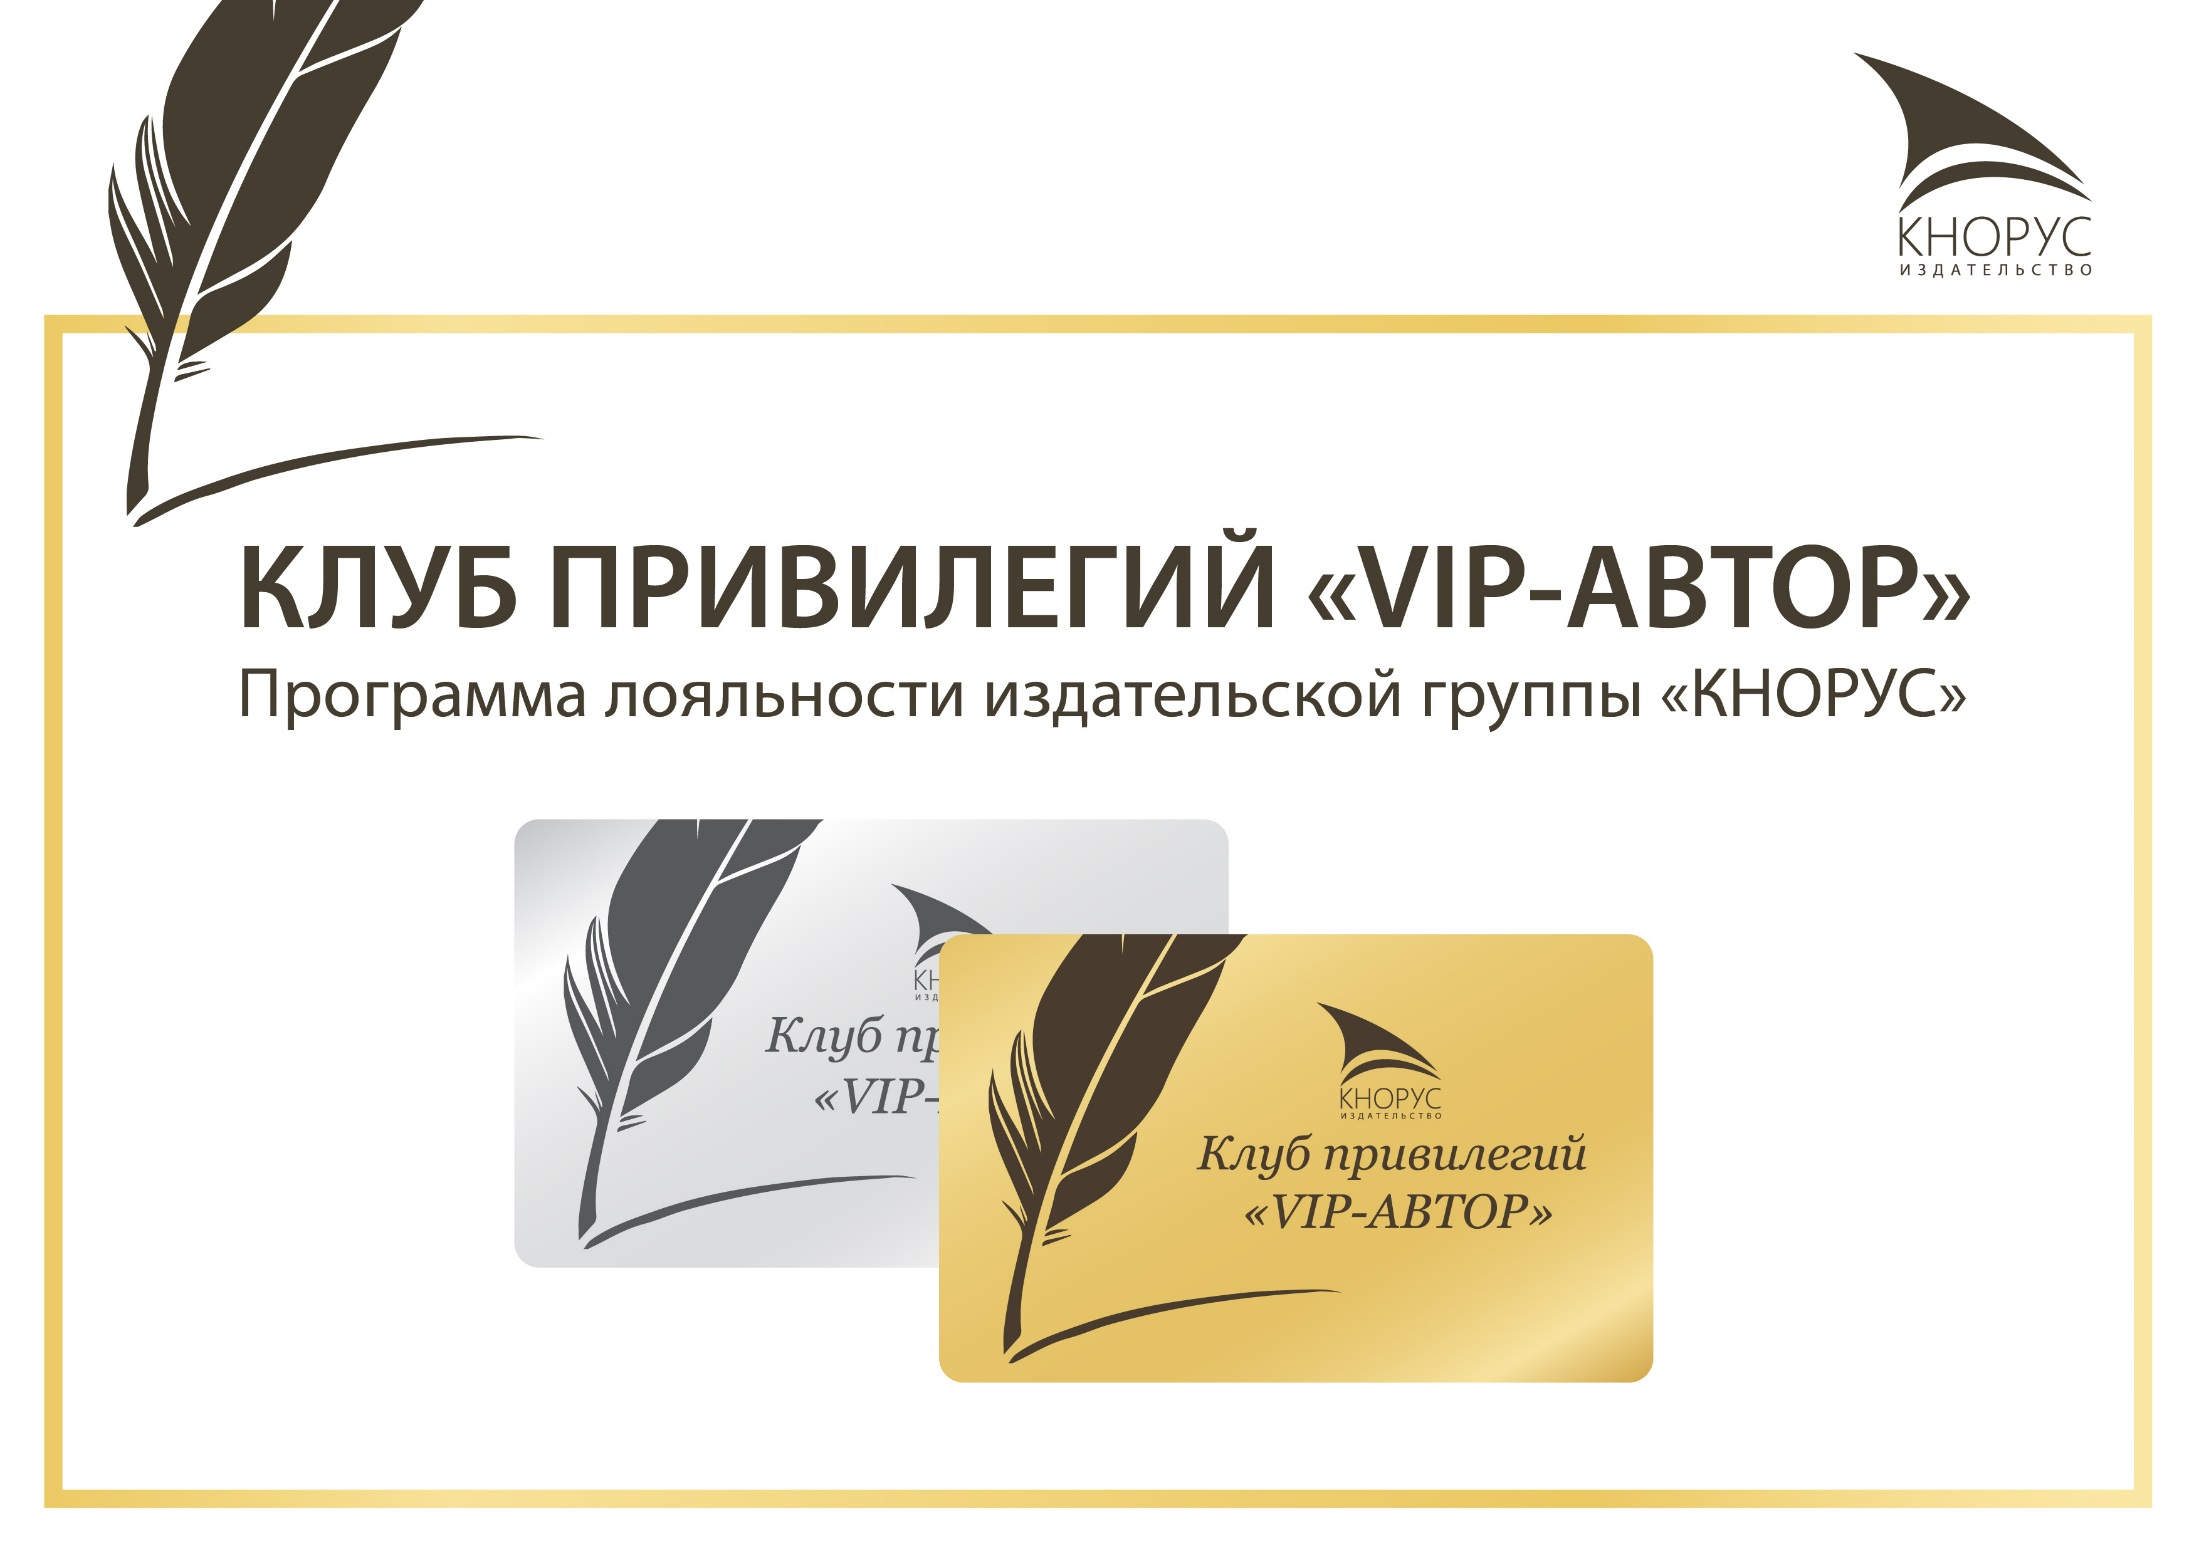 КНОРУС
ИЗДАТЕЛЬСТВО
КЛУБ ПРИВИЛЕГИЙ «VIP-АВТОР»
Программа лояльности издательской группы «КНОРУС»
Клуб
«VIP-
КНОРУС
ИЗДАТЕЛЬСТВО
Клуб привилегий
«VIP-АВТОР»